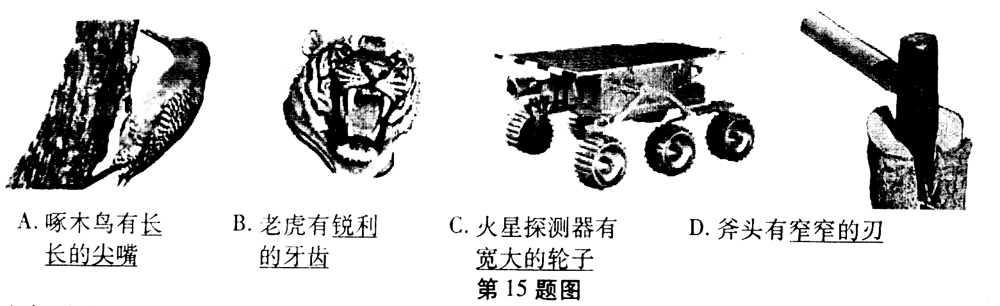 A. 啄木鸟有长
长的尖嘴
B. 老虎有锐利
的牙齿
C. 火星探测器有
宽大的轮子
D. 斧头有窄窄的刃
第 15 题图